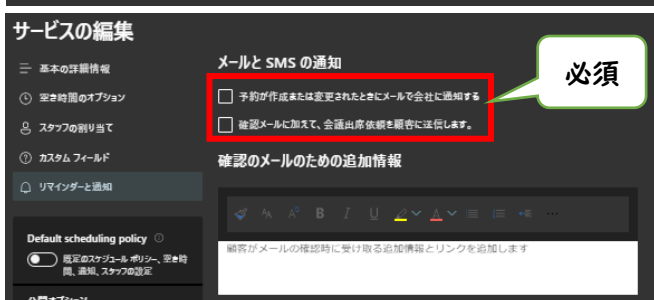 サービスの編集
基本の詳細情報
空き時間のオプション
スタッフの割り当て
カスタム フィールド
リマインダーと通知
Default scheduling policy
既定のスケジュール ポリシー、空き時
間、通知、スタッフの設定
公開オプション
メールと SMS の通知
予約が作成または変更されたときにメールで会社に通知する
確認メールに加えて、会議出席依頼を顧客に送信します。
必須
確認のメールのための追加情報
B I U
顧客がメールの確認時に受け取る追加情報とリンクを追加します